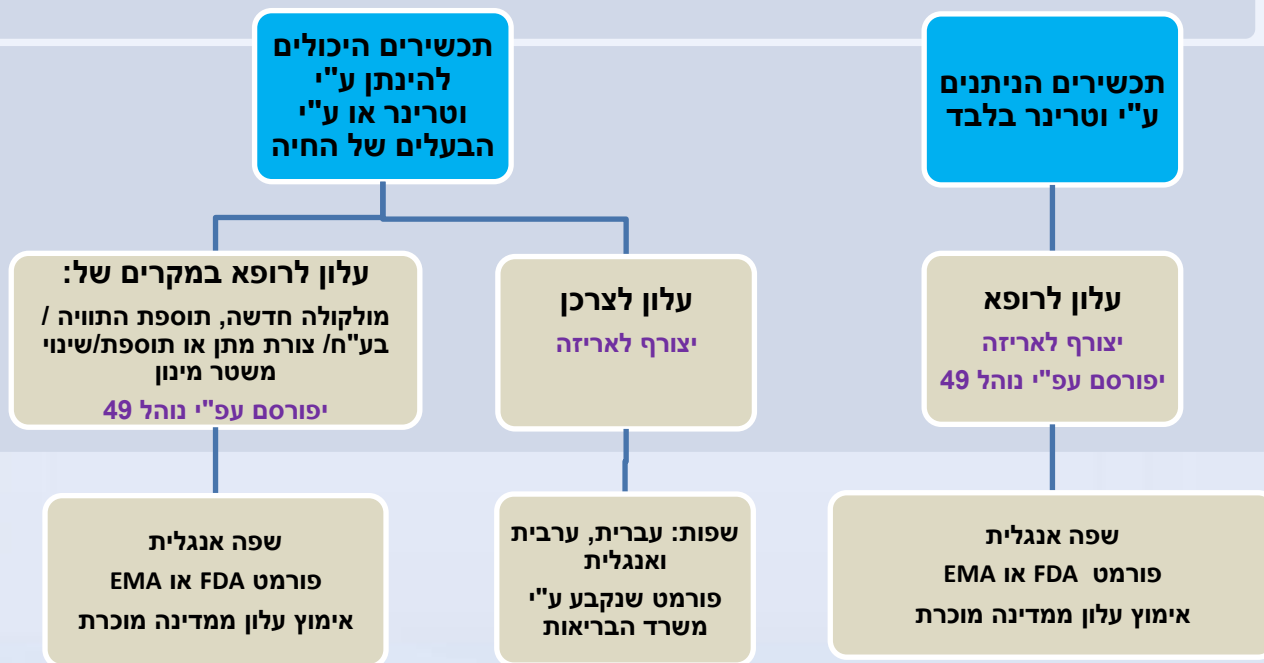 תכשירים הניתנים
ע"י וטרינר בלבד
תכשירים היכולים
להינתן ע"י
וטרינר או ע"י
הבעלים של החיה
עלון לרופא
יצורף לאריזה
יפורסם עפ"י נוהל 49
עלון לצרכן
יצורף לאריזה
עלון לרופא במקרים של:
מולקולה חדשה, תוספת התוויה /
בע"ח/ צורת מתן או תוספת/שינוי
משטר מינון
יפורסם עפ"י נוהל 49
שפה אנגלית
פורמט FDA או EMA
אימוץ עלון ממדינה מוכרת
שפות: עברית, ערבית
ואנגלית
פורמט שנקבע ע"י
משרד הבריאות
שפה אנגלית
פורמט FDA או EMA
אימוץ עלון ממדינה מוכרת